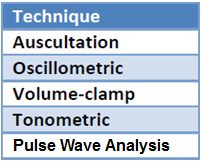 Technique
Auscultation
Oscillometric
Volume-clamp
Tonometric
Pulse Wave Analysis